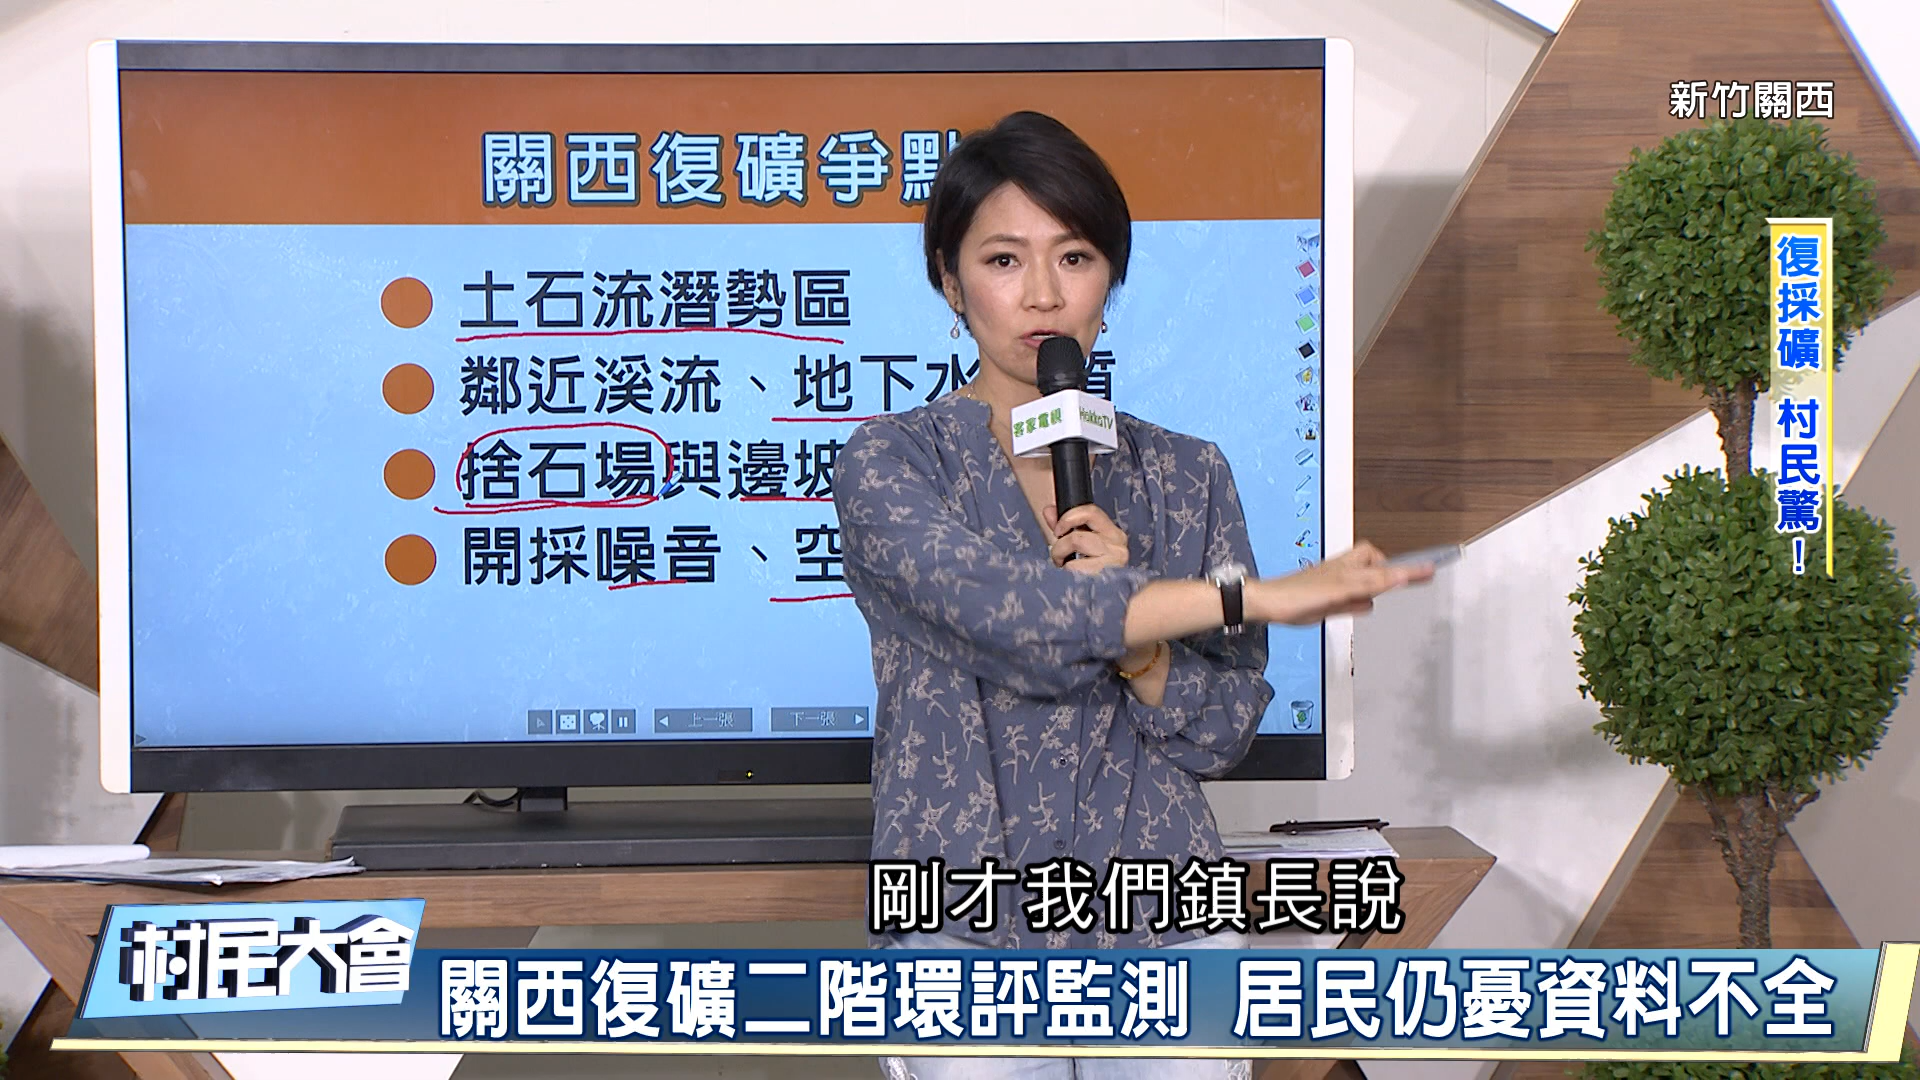 新竹關西
關西復礦爭點
土石流潛勢區
鄰近溪流、地下水 質
捨石場與邊坡
開採噪音、空
復採礦 村民驚！
客家電視 HakkaTV
上一張 下一張
剛才我們鎮長說
村民大會
關西復礦二階環評監測 居民仍憂資料不全